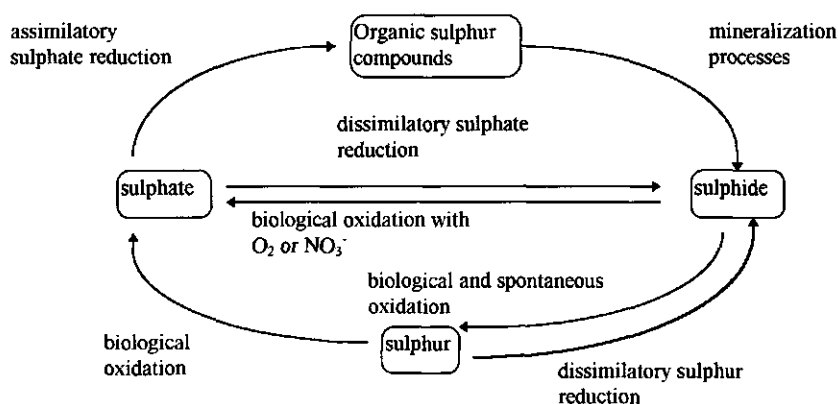 assimilatory
sulphate reduction
Organic sulphur
compounds
mineralization
processes
dissimilatory sulphate
reduction
sulphate
sulphide
biological oxidation with
O₂ or NO₃⁻
biological and spontaneous
oxidation
biological
oxidation
sulphur
dissimilatory sulphur
reduction